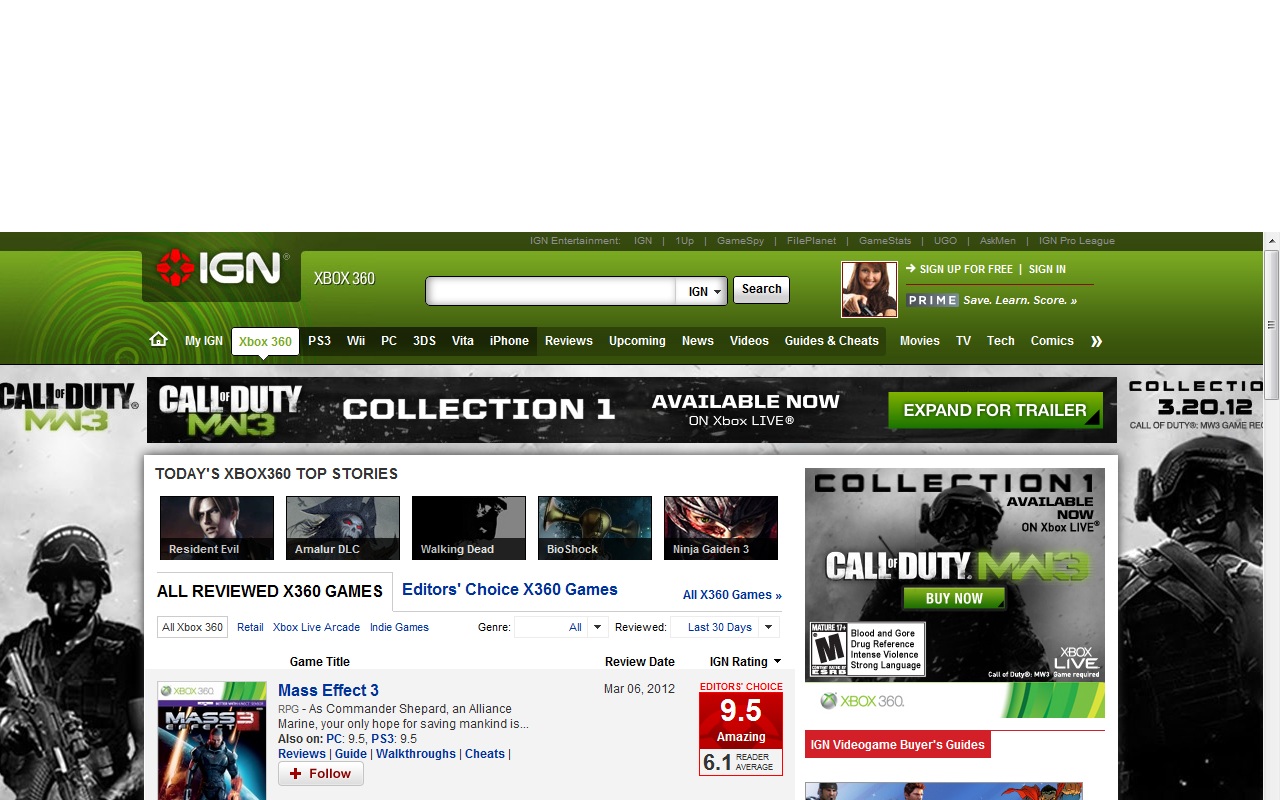 IGN Entertainment: IGN | 1Up | GameSpy | FilePlanet | GameStats | UGO | AskMen | IGN Pro League
IGN®
XBOX 360
IGN
Search
SIGN UP FOR FREE | SIGN IN
PRIME Save. Learn. Score. »
My IGN Xbox 360 PS3 Wii PC 3DS Vita iPhone Reviews Upcoming News Videos Guides & Cheats Movies TV Tech Comics »
CALL OF DUTY®
MW3
CALL OF DUTY
MW3
COLLECTION 1
AVAILABLE NOW
ON Xbox LIVE®
EXPAND FOR TRAILER
COLLECTIO
3.20.12
CALL OF DUTY®: MW3 GAME REC
TODAY'S XBOX360 TOP STORIES
Resident Evil
Amalur DLC
Walking Dead
BioShock
Ninja Gaiden 3
ALL REVIEWED X360 GAMES
Editors' Choice X360 Games
All X360 Games »
All Xbox 360 Retail Xbox Live Arcade Indie Games
Genre: All
Reviewed: Last 30 Days
Game Title Review Date IGN Rating
XBOX 360
MASS EFFECT 3
Mass Effect 3
RPG - As Commander Shepard, an Alliance
Marine, your only hope for saving mankind is...
Also on: PC: 9.5, PS3: 9.5
Reviews | Guide | Walkthroughs | Cheats |
+ Follow
Mar 06, 2012
EDITORS' CHOICE
9.5
Amazing
6.1 READER
AVERAGE
COLLECTION 1
AVAILABLE
NOW
ON Xbox LIVE®
CALL OF DUTY MW3
BUY NOW
MATURE 17+
M
CONTENT RATED BY
ESRB
Blood and Gore
Drug Reference
Intense Violence
Strong Language
XBOX
LIVE
Call of Duty®: MW3 Game required
XBOX 360.
IGN Videogame Buyer's Guides